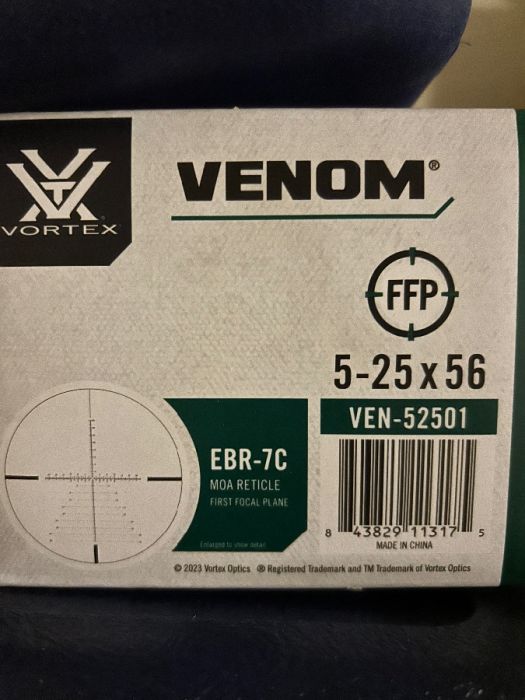 VORTEX
VENOM®
FFP
5-25x56
VEN-52501
EBR-7C
MOA RETICLE
FIRST FOCAL PLANE
Enlarged to show detail
8 43829 11317 5
MADE IN CHINA
© 2023 Vortex Optics ® Registered Trademark and TM Trademark of Vortex Optics